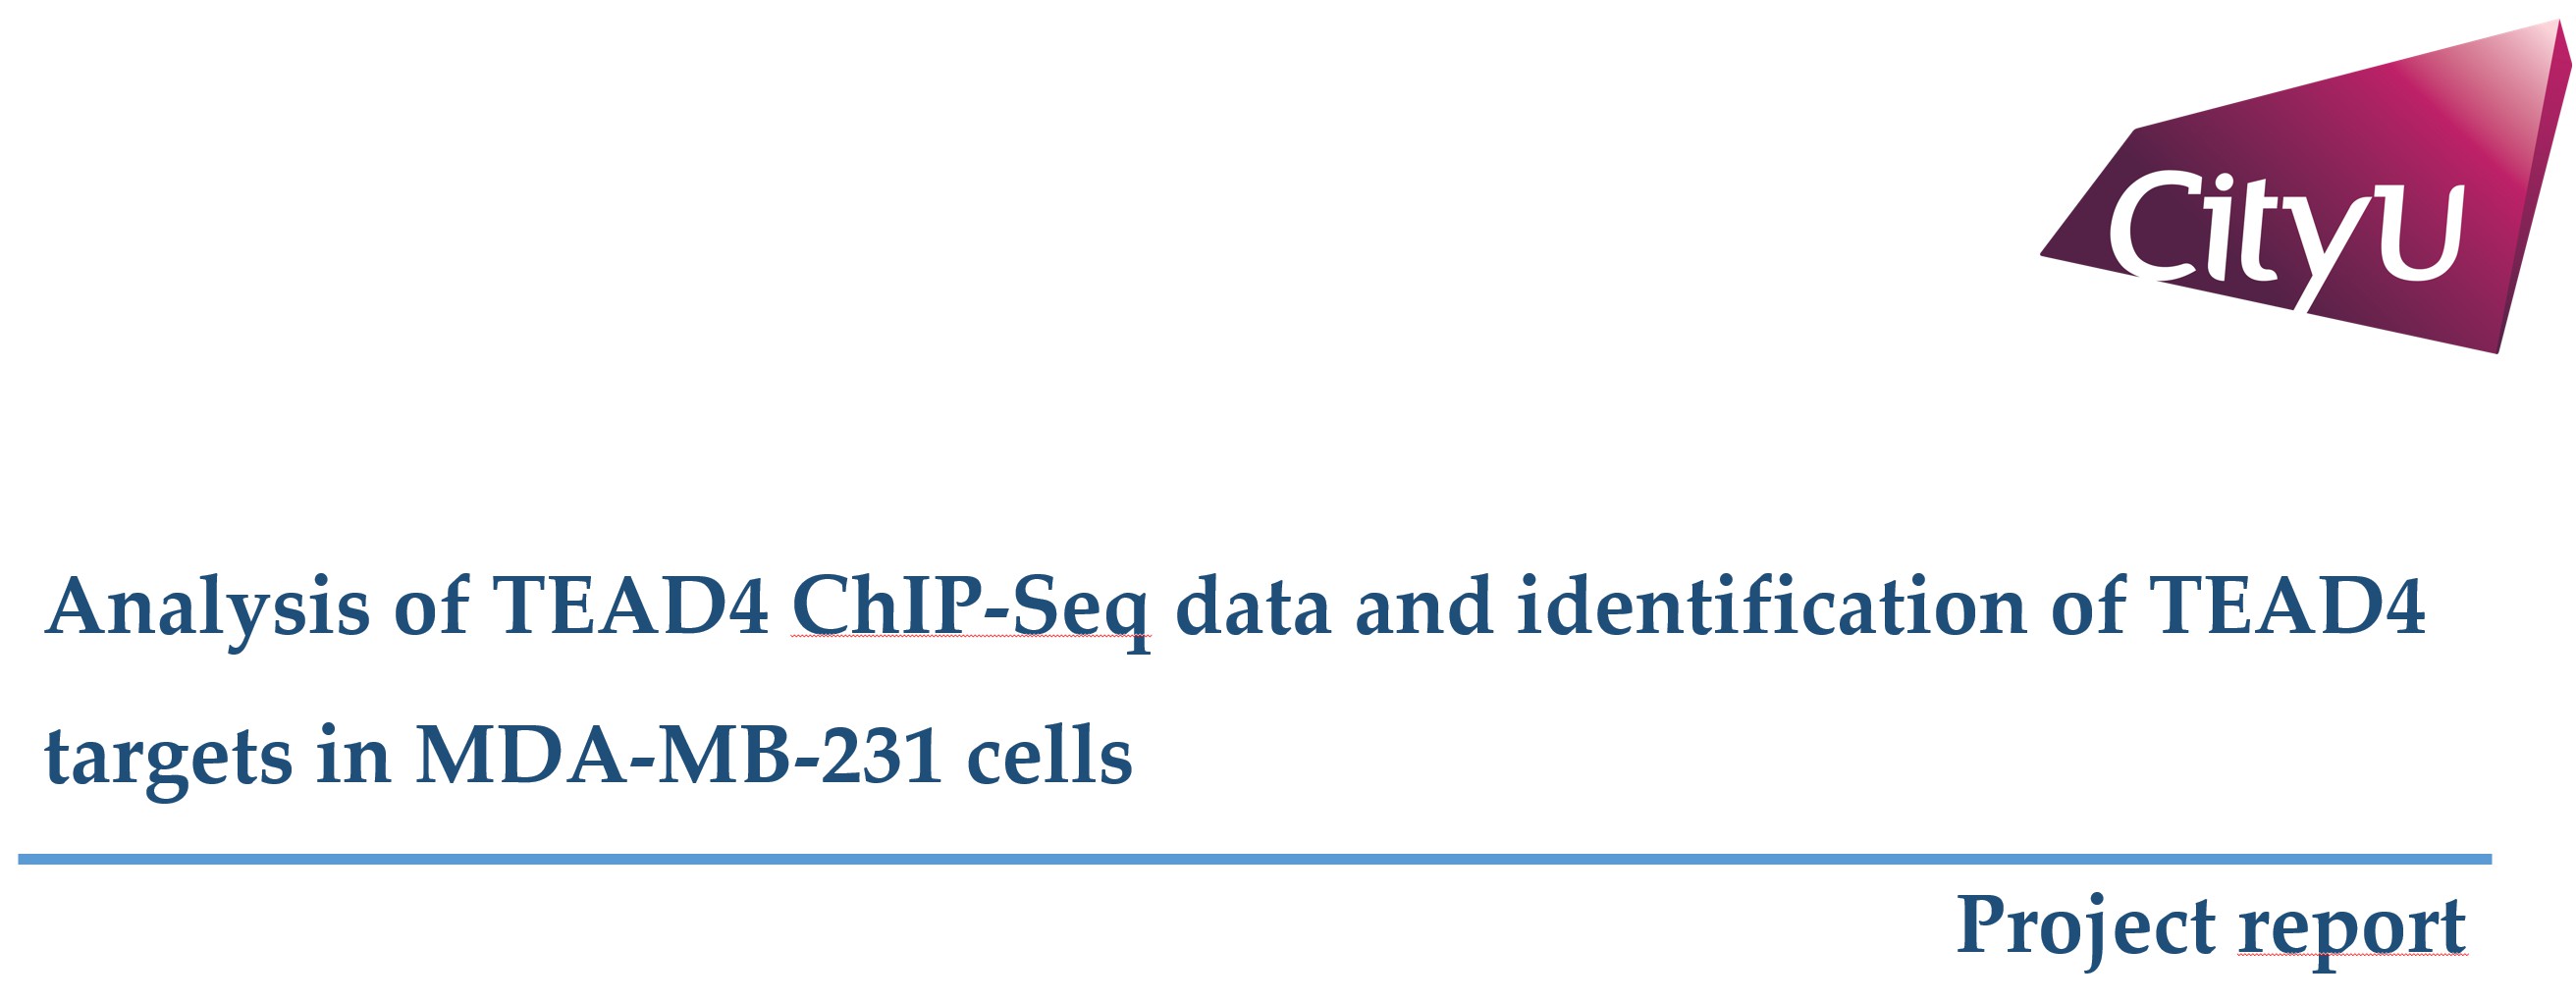 CityU
Analysis of TEAD4 ChIP-Seq data and identification of TEAD4
targets in MDA-MB-231 cells
Project report